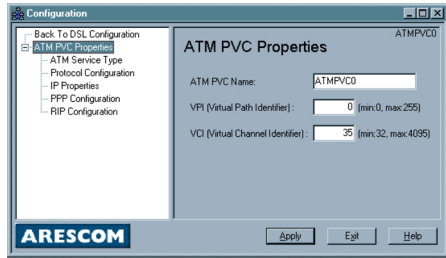 Configuration
Back To DSL Configuration
ATM PVC Properties
ATM Service Type
Protocol Configuration
IP Properties
PPP Configuration
RIP Configuration
ATMPVC0
ATM PVC Properties
ATM PVC Name: ATMPVC0
VPI (Virtual Path Identifier) : 0 (min:0, max:255)
VCI (Virtual Channel Identifier) : 35 (min:32, max:4095)
ARESCOM
Apply Exit Help